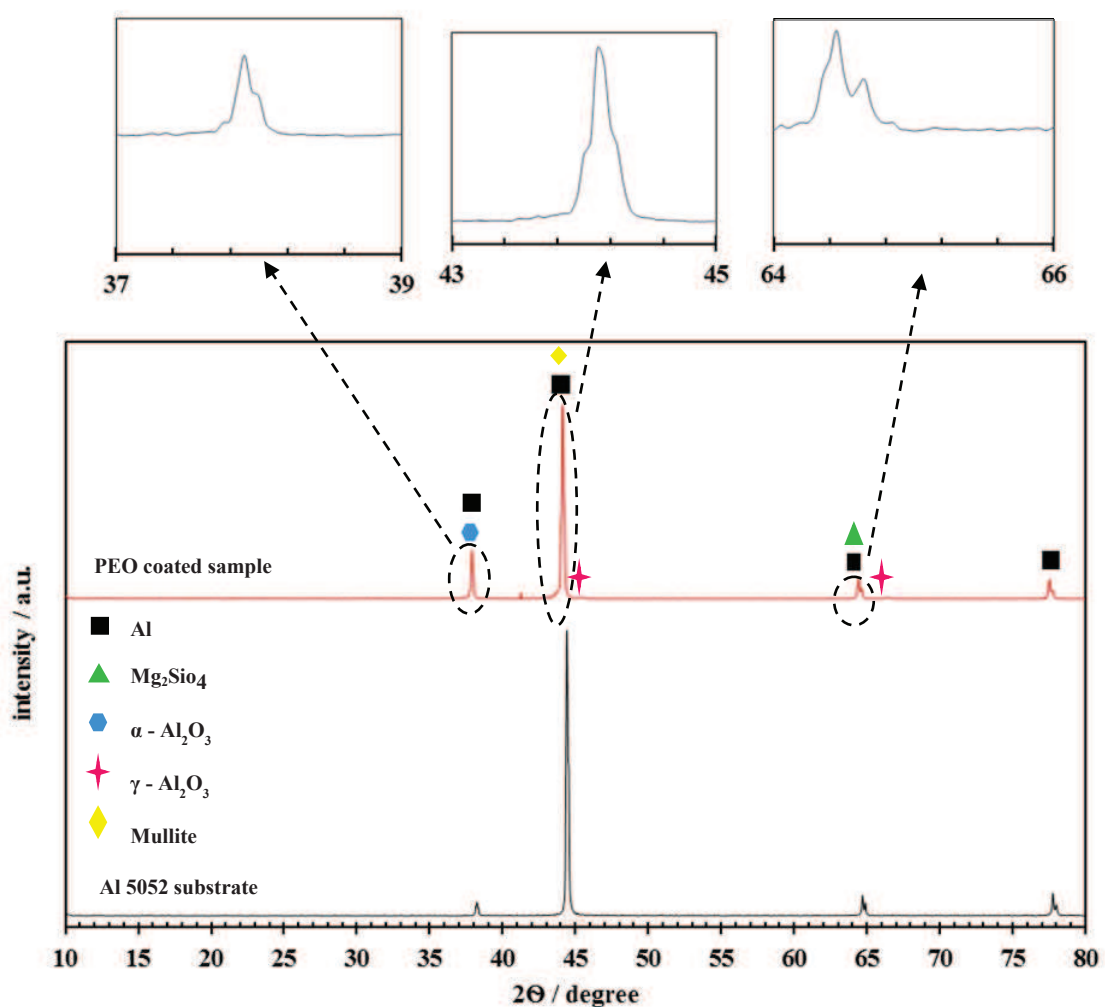 37 39
43 45
64 66
PEO coated sample
Al
Mg₂Sio₄
α - Al₂O₃
γ - Al₂O₃
Mullite
Al 5052 substrate
intensity / a.u.
10 15 20 25 30 35 40 45 50 55 60 65 70 75 80
2Θ / degree